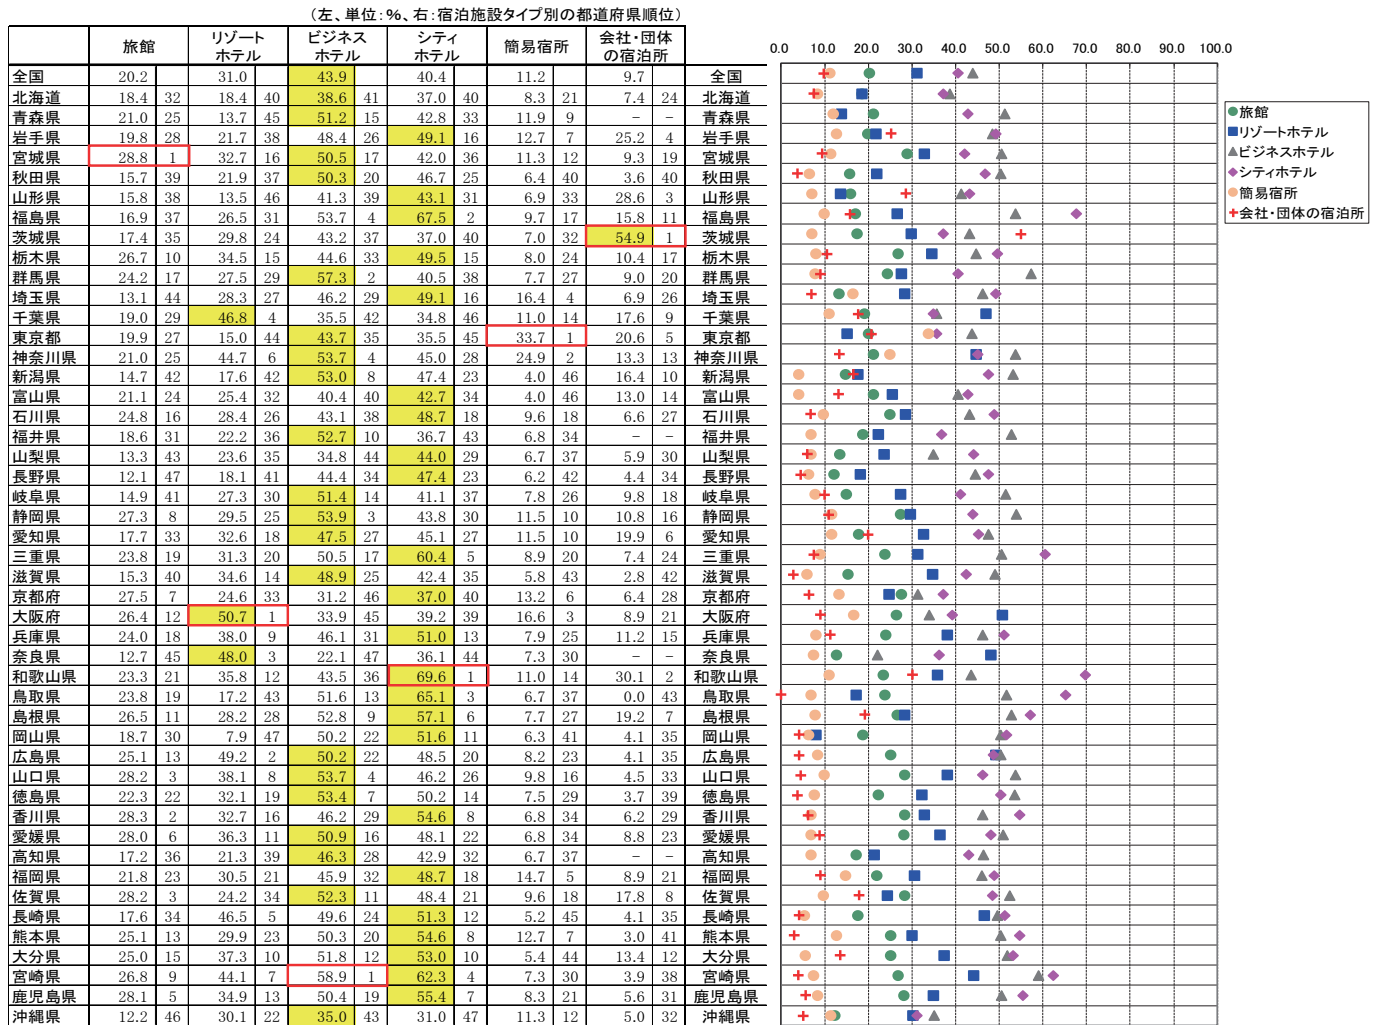 （左、単位：％、右：宿泊施設タイプ別の都道府県順位）
旅館 リゾートホテル ビジネスホテル シティホテル 簡易宿所 会社・団体の宿泊所
0.0 10.0 20.0 30.0 40.0 50.0 60.0 70.0 80.0 90.0 100.0
全国 20.2 31.0 43.9 40.4 11.2 9.7 全国
北海道 18.4 32 18.4 40 38.6 41 37.0 40 8.3 21 7.4 24 北海道
青森県 21.0 25 13.7 45 51.2 15 42.8 33 11.9 9 − − 青森県
岩手県 19.8 28 21.7 38 48.4 26 49.1 16 12.7 7 25.2 4 岩手県
宮城県 28.8 1 32.7 16 50.5 17 42.0 36 11.3 12 9.3 19 宮城県
秋田県 15.7 39 21.9 37 50.3 20 46.7 25 6.4 40 3.6 40 秋田県
山形県 15.8 38 13.5 46 41.3 39 43.1 31 6.9 33 28.6 3 山形県
福島県 16.9 37 26.5 31 53.7 4 67.5 2 9.7 17 15.8 11 福島県
茨城県 17.4 35 29.8 24 43.2 37 37.0 40 7.0 32 54.9 1 茨城県
栃木県 26.7 10 34.5 15 44.6 33 49.5 15 8.0 24 10.4 17 栃木県
群馬県 24.2 17 27.5 29 57.3 2 40.5 38 7.7 27 9.0 20 群馬県
埼玉県 13.1 44 28.3 27 46.2 29 49.1 16 16.4 4 6.9 26 埼玉県
千葉県 19.0 29 46.8 4 35.5 42 34.8 46 11.0 14 17.6 9 千葉県
東京都 19.9 27 15.0 44 43.7 35 35.5 45 33.7 1 20.6 5 東京都
神奈川県 21.0 25 44.7 6 53.7 4 45.0 28 24.9 2 13.3 13 神奈川県
新潟県 14.7 42 17.6 42 53.0 8 47.4 23 4.0 46 16.4 10 新潟県
富山県 21.1 24 25.4 32 40.4 40 42.7 34 4.0 46 13.0 14 富山県
石川県 24.8 16 28.4 26 43.1 38 48.7 18 9.6 18 6.6 27 石川県
福井県 18.6 31 22.2 36 52.7 10 36.7 43 6.8 34 − − 福井県
山梨県 13.3 43 23.6 35 34.8 44 44.0 29 6.7 37 5.9 30 山梨県
長野県 12.1 47 18.1 41 44.4 34 47.4 23 6.2 42 4.4 34 長野県
岐阜県 14.9 41 27.3 30 51.4 14 41.1 37 7.8 26 9.8 18 岐阜県
静岡県 27.3 8 29.5 25 53.9 3 43.8 30 11.5 10 10.8 16 静岡県
愛知県 17.7 33 32.6 18 47.5 27 45.1 27 11.5 10 19.9 6 愛知県
三重県 23.8 19 31.3 20 50.5 17 60.4 5 8.9 20 7.4 24 三重県
滋賀県 15.3 40 34.6 14 48.9 25 42.4 35 5.8 43 2.8 42 滋賀県
京都府 27.5 7 24.6 33 31.2 46 37.0 40 13.2 6 6.4 28 京都府
大阪府 26.4 12 50.7 1 33.9 45 39.2 39 16.6 3 8.9 21 大阪府
兵庫県 24.0 18 38.0 9 46.1 31 51.0 13 7.9 25 11.2 15 兵庫県
奈良県 12.7 45 48.0 3 22.1 47 36.1 44 7.3 30 − − 奈良県
和歌山県 23.3 21 35.8 12 43.5 36 69.6 1 11.0 14 30.1 2 和歌山県
鳥取県 23.8 19 17.2 43 51.6 13 65.1 3 6.7 37 0.0 43 鳥取県
島根県 26.5 11 28.2 28 52.8 9 57.1 6 7.7 27 19.2 7 島根県
岡山県 18.7 30 7.9 47 50.2 22 51.6 11 6.3 41 4.1 35 岡山県
広島県 25.1 13 49.2 2 50.2 22 48.5 20 8.2 23 4.1 35 広島県
山口県 28.2 3 38.1 8 53.7 4 46.2 26 9.8 16 4.5 33 山口県
徳島県 22.3 22 32.1 19 53.4 7 50.2 14 7.5 29 3.7 39 徳島県
香川県 28.3 2 32.7 16 46.2 29 54.6 8 6.8 34 6.2 29 香川県
愛媛県 28.0 6 36.3 11 50.9 16 48.1 22 6.8 34 8.8 23 愛媛県
高知県 17.2 36 21.3 39 46.3 28 42.9 32 6.7 37 − − 高知県
福岡県 21.8 23 30.5 21 45.9 32 48.7 18 14.7 5 8.9 21 福岡県
佐賀県 28.2 3 24.2 34 52.3 11 48.4 21 9.6 18 17.8 8 佐賀県
長崎県 17.6 34 46.5 5 49.6 24 51.3 12 5.2 45 4.1 35 長崎県
熊本県 25.1 13 29.9 23 50.3 20 54.6 8 12.7 7 3.0 41 熊本県
大分県 25.0 15 37.3 10 51.8 12 53.0 10 5.4 44 13.4 12 大分県
宮崎県 26.8 9 44.1 7 58.9 1 62.3 4 7.3 30 3.9 38 宮崎県
鹿児島県 28.1 5 34.9 13 50.4 19 55.4 7 8.3 21 5.6 31 鹿児島県
沖縄県 12.2 46 30.1 22 35.0 43 31.0 47 11.3 12 5.0 32 沖縄県
旅館
リゾートホテル
ビジネスホテル
シティホテル
簡易宿所
会社・団体の宿泊所